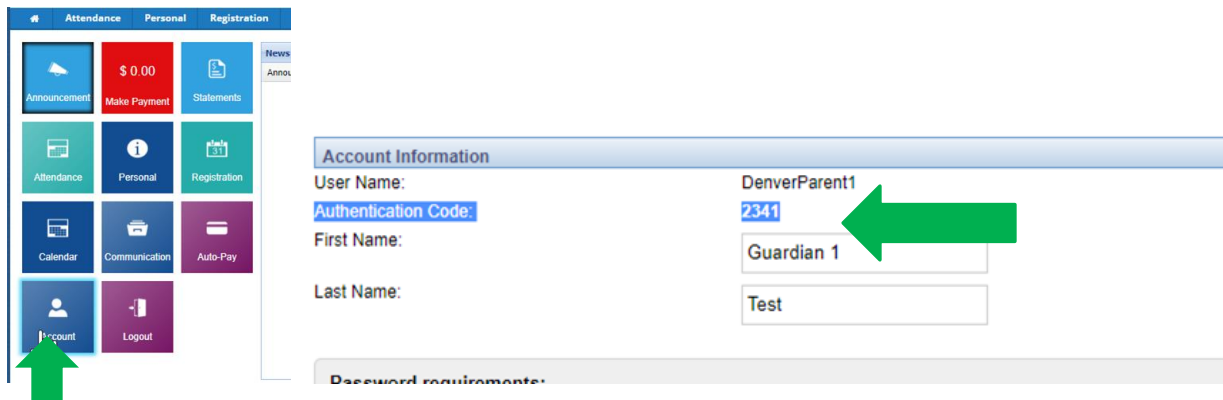 Attendance Personal Registration
News
Announcement
$ 0.00
Make Payment
Statements
Attendance
Personal
31
Registration
Calendar
Communication
Auto-Pay
Account
Logout
Account Information
User Name: DenverParent1
Authentication Code: 2341
First Name: Guardian 1
Last Name: Test
Password requirements: